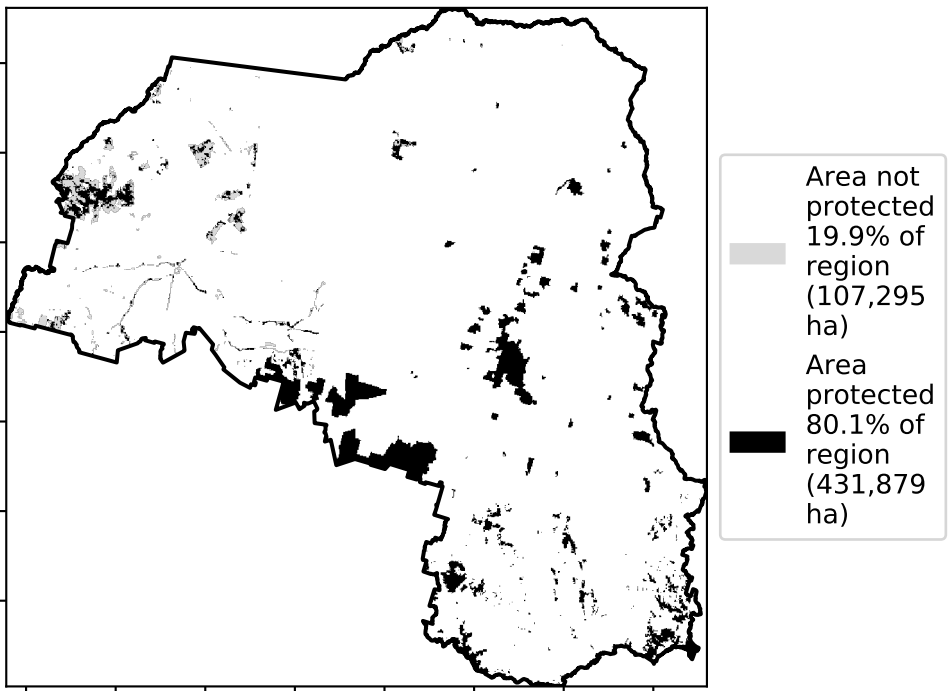 Area not
protected
19.9% of
region
(107,295
ha)
Area
protected
80.1% of
region
(431,879
ha)